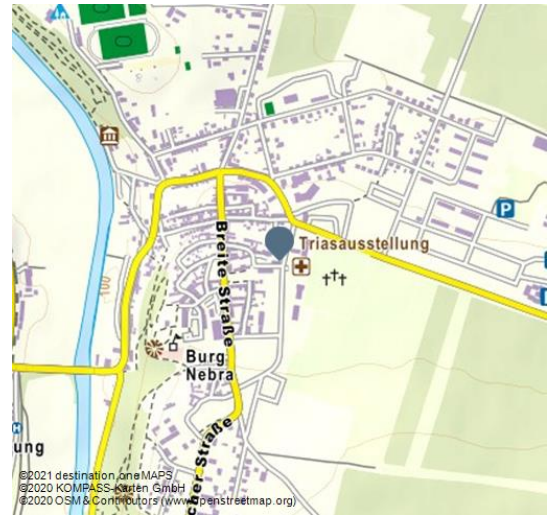 P
Triasausstellung
Breite Straße
100
Burg
Nebra
H
ung
cher Straße
©2021 destination.one MAPS
©2020 KOMPASS-Karten GmbH
©2020 OSM & Contributors (www.openstreetmap.org)